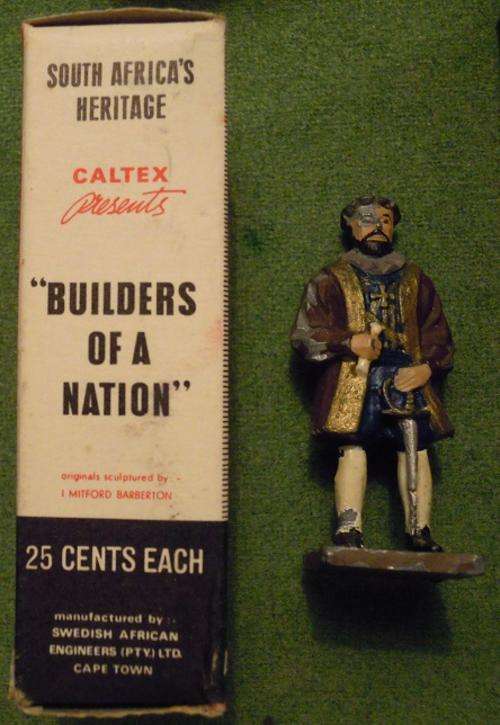 SOUTH AFRICA'S
HERITAGE
CALTEX
presents
"BUILDERS
OF A
NATION"
originals sculptured by :-
I MITFORD BARBERTON
25 CENTS EACH
manufactured by :-
SWEDISH AFRICAN
ENGINEERS (PTY.) LTD.
CAPE TOWN